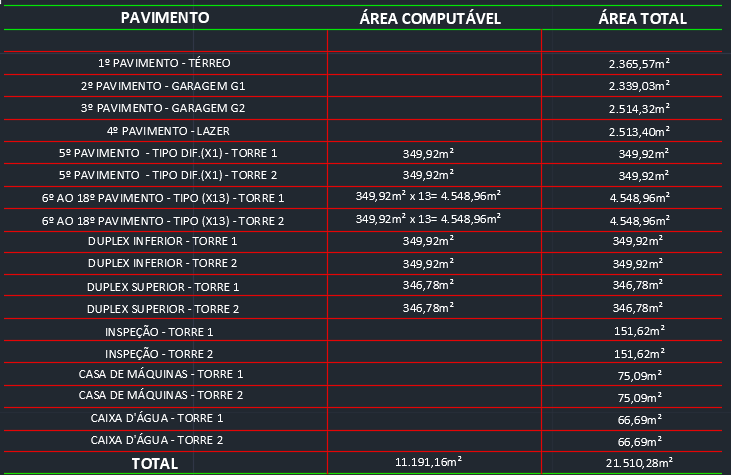 PAVIMENTO ÁREA COMPUTÁVEL ÁREA TOTAL
1º PAVIMENTO - TÉRREO 2.365,57m²
2º PAVIMENTO - GARAGEM G1 2.339,03m²
3º PAVIMENTO - GARAGEM G2 2.514,32m²
4º PAVIMENTO - LAZER 2.513,40m²
5º PAVIMENTO - TIPO DIF.(X1) - TORRE 1 349,92m² 349,92m²
5º PAVIMENTO - TIPO DIF.(X1) - TORRE 2 349,92m² 349,92m²
6º AO 18º PAVIMENTO - TIPO (X13) - TORRE 1 349,92m² x 13= 4.548,96m² 4.548,96m²
6º AO 18º PAVIMENTO - TIPO (X13) - TORRE 2 349,92m² x 13= 4.548,96m² 4.548,96m²
DUPLEX INFERIOR - TORRE 1 349,92m² 349,92m²
DUPLEX INFERIOR - TORRE 2 349,92m² 349,92m²
DUPLEX SUPERIOR - TORRE 1 346,78m² 346,78m²
DUPLEX SUPERIOR - TORRE 2 346,78m² 346,78m²
INSPEÇÃO - TORRE 1 151,62m²
INSPEÇÃO - TORRE 2 151,62m²
CASA DE MÁQUINAS - TORRE 1 75,09m²
CASA DE MÁQUINAS - TORRE 2 75,09m²
CAIXA D'ÁGUA - TORRE 1 66,69m²
CAIXA D'ÁGUA - TORRE 2 66,69m²
TOTAL 11.191,16m² 21.510,28m²